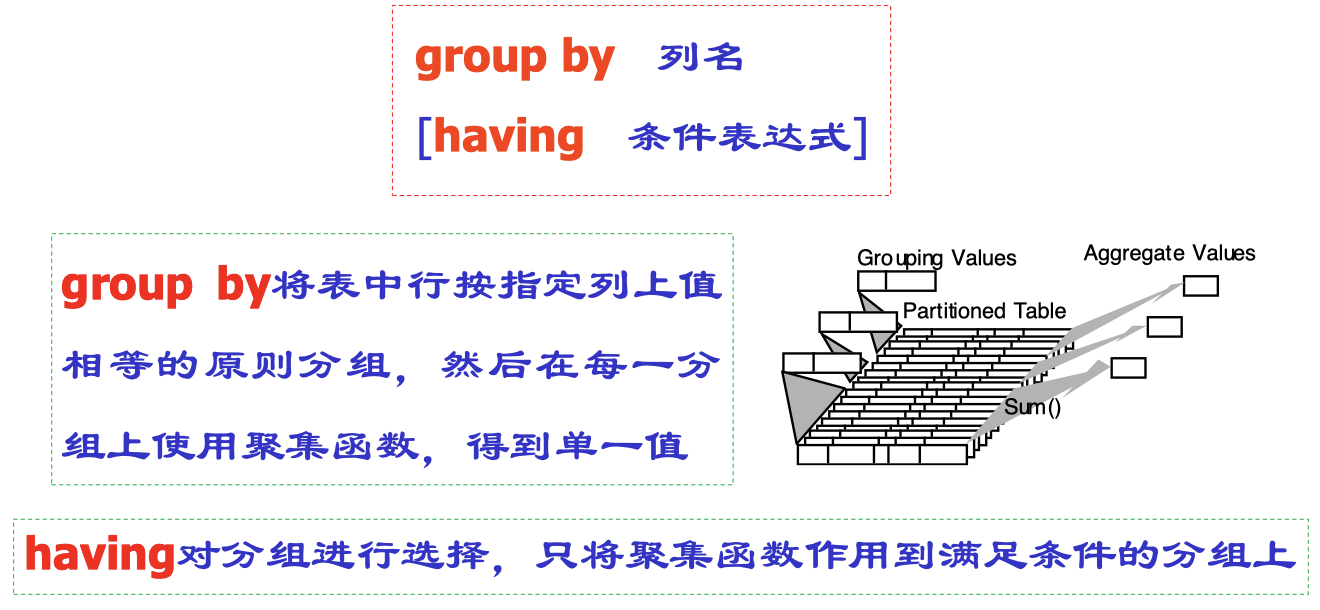 group by 列名
[having 条件表达式]
group by将表中行按指定列上值
相等的原则分组，然后在每一分
组上使用聚集函数，得到单一值
Grouping Values
Aggregate Values
Partitioned Table
Sum()
having对分组进行选择，只将聚集函数作用到满足条件的分组上